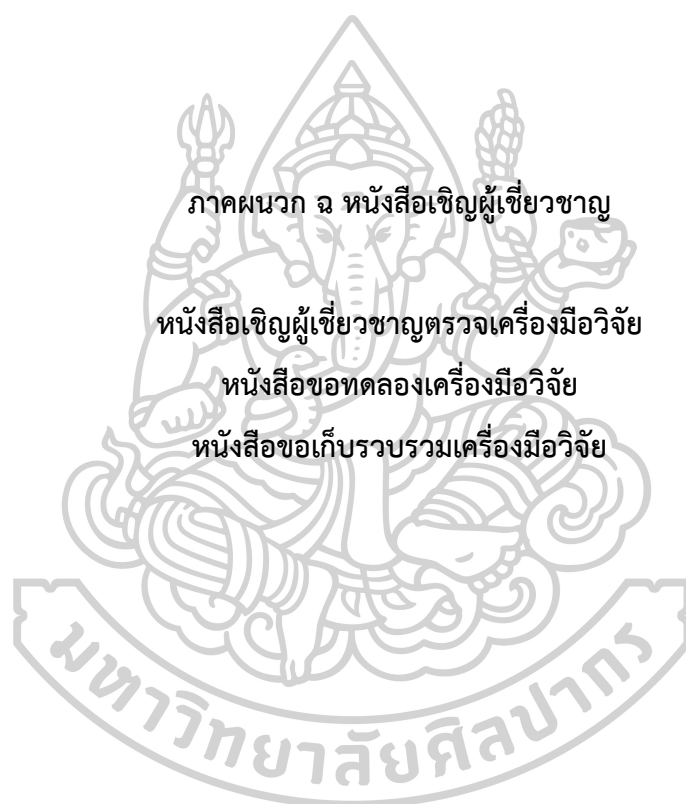 ภาคผนวก ฉ หนังสือเชิญผู้เชี่ยวชาญ
หนังสือเชิญผู้เชี่ยวชาญตรวจเครื่องมือวิจัย
หนังสือขอทดลองเครื่องมือวิจัย
หนังสือขอเก็บรวบรวมเครื่องมือวิจัย
มหาวิทยาลัยศิลปากร